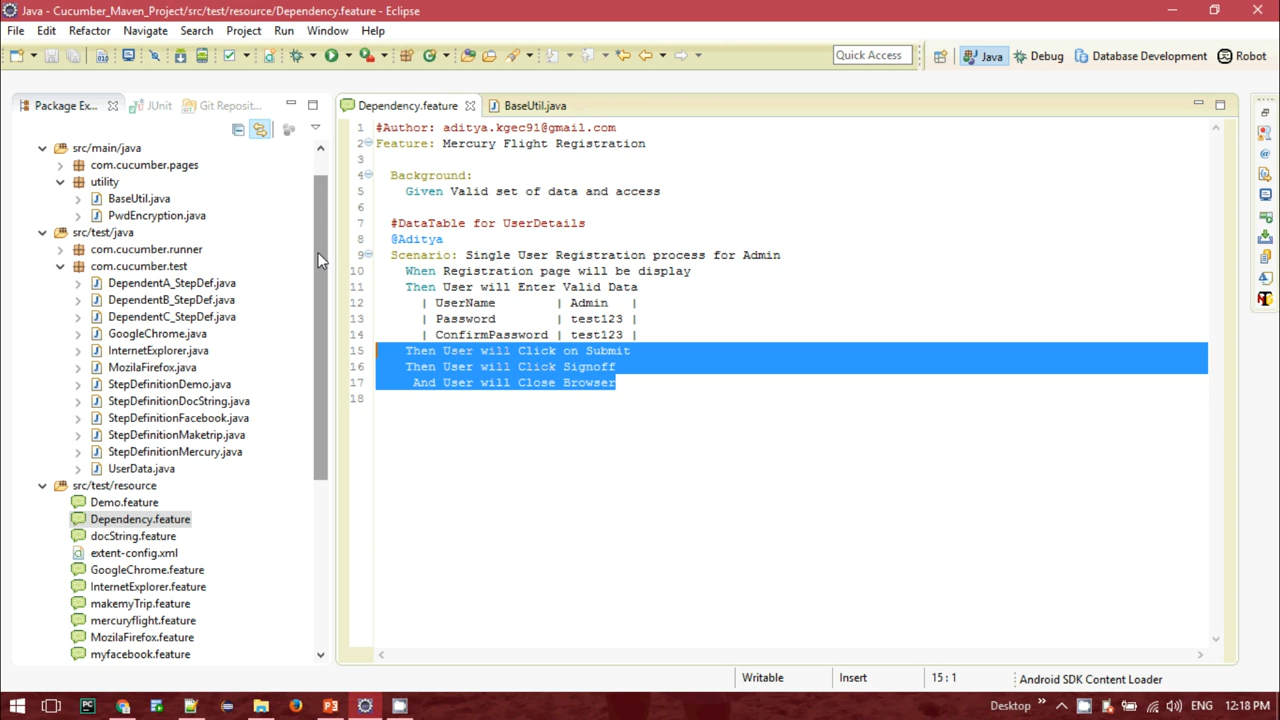 Java - Cucumber_Maven_Project/src/test/resource/Dependency.feature - Eclipse
File Edit Refactor Navigate Search Project Run Window Help
Quick Access
Java
Debug
Database Development
Robot
Package Ex...
JUnit
Git Reposit...
src/main/java
com.cucumber.pages
utility
BaseUtil.java
PwdEncryption.java
src/test/java
com.cucumber.runner
com.cucumber.test
DependentA_StepDef.java
DependentB_StepDef.java
DependentC_StepDef.java
GoogleChrome.java
InternetExplorer.java
MozilaFirefox.java
StepDefinitionDemo.java
StepDefinitionDocString.java
StepDefinitionFacebook.java
StepDefinitionMaketrip.java
StepDefinitionMercury.java
UserData.java
src/test/resource
Demo.feature
Dependency.feature
docString.feature
extent-config.xml
GoogleChrome.feature
InternetExplorer.feature
makemyTrip.feature
mercuryflight.feature
MozilaFirefox.feature
myfacebook.feature
Dependency.feature
BaseUtil.java
1 #Author: aditya.kgec91@gmail.com
2 Feature: Mercury Flight Registration
3
4 Background:
5 Given Valid set of data and access
6
7 #DataTable for UserDetails
8 @Aditya
9 Scenario: Single User Registration process for Admin
10 When Registration page will be display
11 Then User will Enter Valid Data
12 | UserName | Admin |
13 | Password | test123 |
14 | ConfirmPassword | test123 |
15 Then User will Click on Submit
16 Then User will Click Signoff
17 And User will Close Browser
18
Writable
Insert
15 : 1
Android SDK Content Loader
PC
Desktop
ENG
12:18 PM